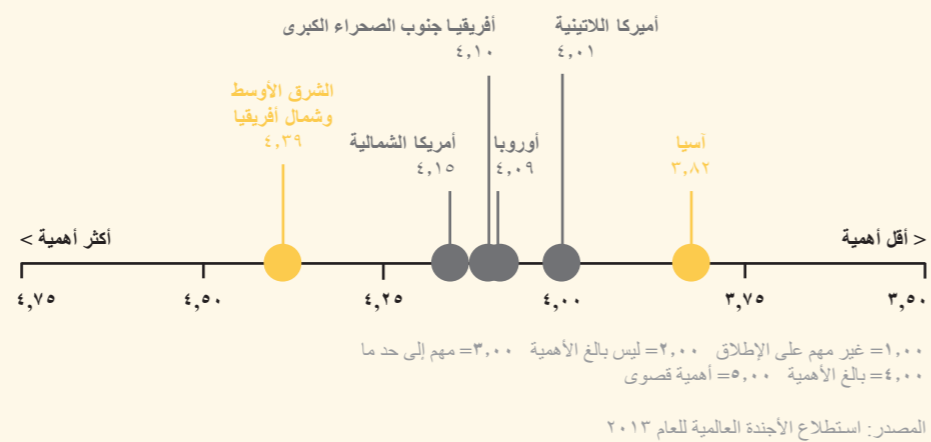 أميركا اللاتينية
٤,٠١
أفريقيا جنوب الصحراء الكبرى
٤,١٠
الشرق الأوسط
وشمال أفريقيا
٤,٣٩
آسيا
٣,٨٢
أوروبا
٤,٠٩
أمريكا الشمالية
٤,١٥
< أقل أهمية
أكثر أهمية >
٣,٥٠
٣,٧٥
٤,٠٠
٤,٢٥
٤,٥٠
٤,٧٥
١,٠٠= غير مهم على الإطلاق ٢,٠٠= ليس بالغ الأهمية ٣,٠٠= مهم إلى حد ما
٤,٠٠= بالغ الأهمية ٥,٠٠= أهمية قصوى
المصدر: استطلاع الأجندة العالمية للعام ٢٠١٣